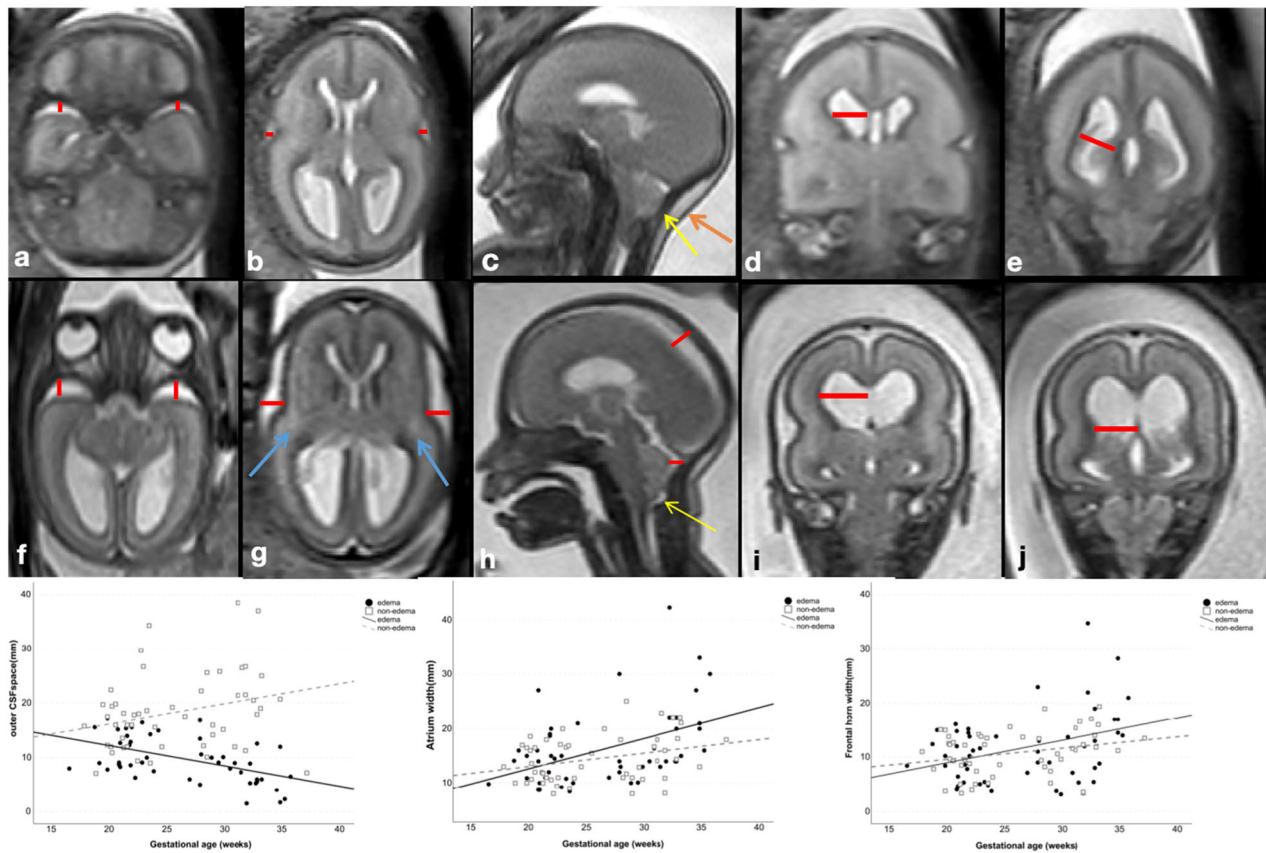 a b c d e
f g h i j
40
30
20
10
0
15 20 25 30 35 40
outer CSFspace(mm)
Gestational age (weeks)
edema
non-edema
edema
non-edema
40
30
20
10
15 20 25 30 35 40
Atrium width(mm)
Gestational age (weeks)
edema
non-edema
edema
non-edema
40
30
20
10
0
15 20 25 30 35 40
Frontal horn width(mm)
Gestational age (weeks)
edema
non-edema
edema
non-edema